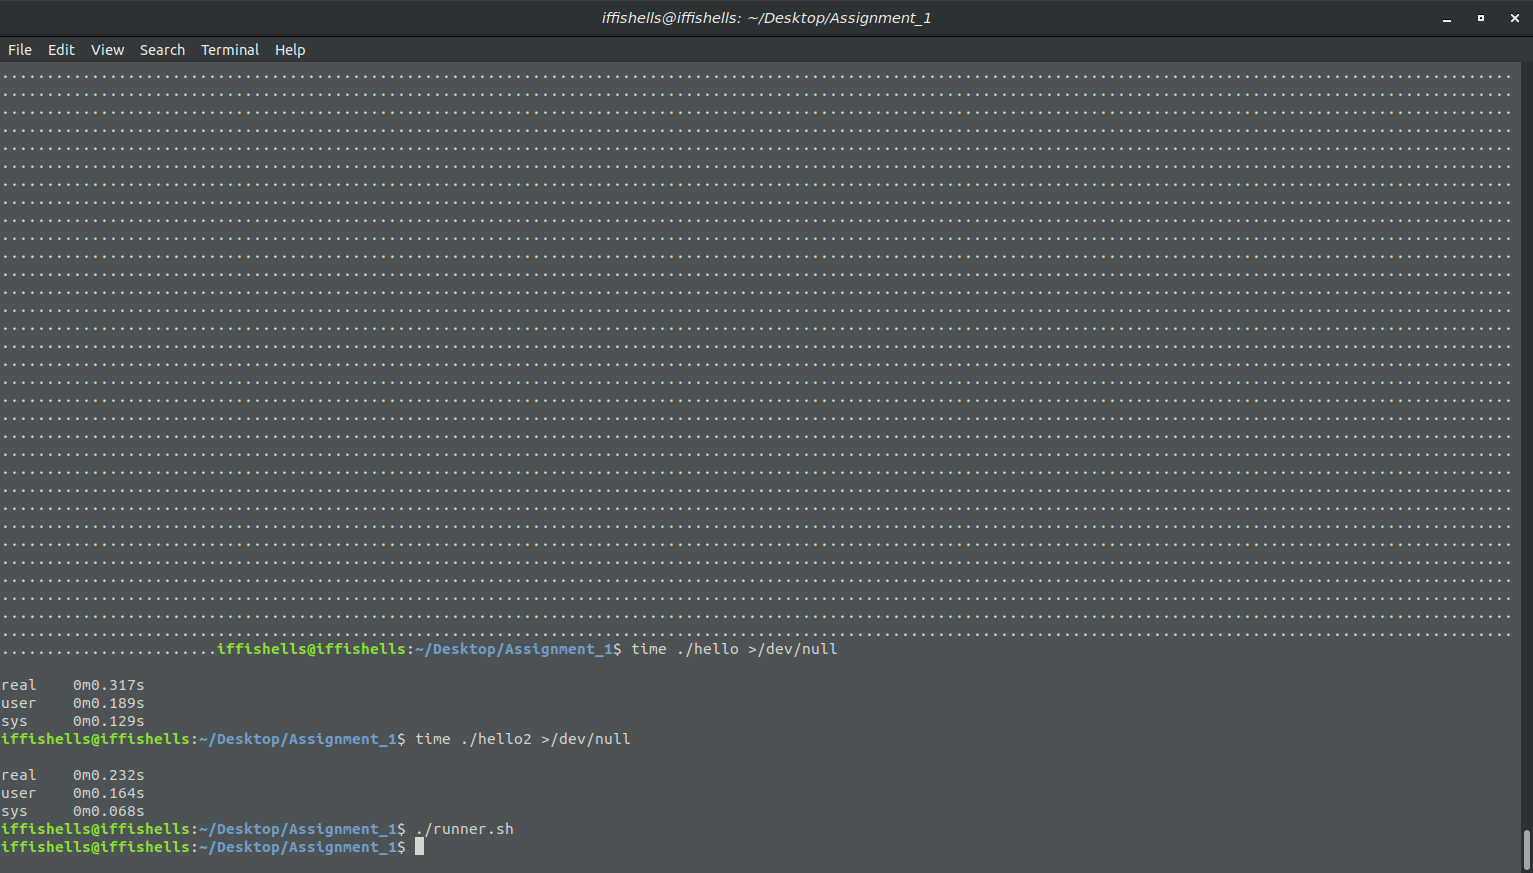 iffishells@iffishells: ~/Desktop/Assignment_1
File Edit View Search Terminal Help
........................iffishells@iffishells:~/Desktop/Assignment_1$ time ./hello >/dev/null
real 0m0.317s
user 0m0.189s
sys 0m0.129s
iffishells@iffishells:~/Desktop/Assignment_1$ time ./hello2 >/dev/null
real 0m0.232s
user 0m0.164s
sys 0m0.068s
iffishells@iffishells:~/Desktop/Assignment_1$ ./runner.sh
iffishells@iffishells:~/Desktop/Assignment_1$